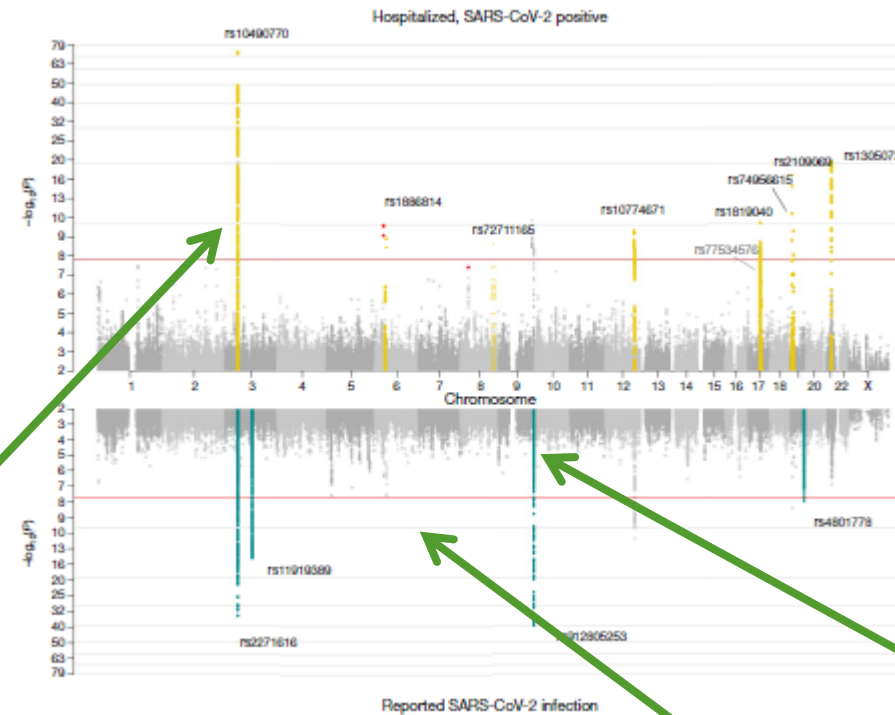 Hospitalized, SARS-CoV-2 positive
rs10490770
79
63
50
40
32
25
20
16
13
10
9
8
7
6
5
4
3
2
-log10[P]
rs1886814
rs72711165
rs10774671
rs2109069
rs74956615
rs1819040
rs77534576
1 2 3 4 5 6 7 8 9 10 11 12 13 14 15 16 17 18 20 22 X
Chromosome
2
3
4
5
6
7
8
9
10
13
16
20
25
32
40
50
63
79
-log10[P]
rs11919389
rs2271616
rs4801778
Reported SARS-CoV-2 infection